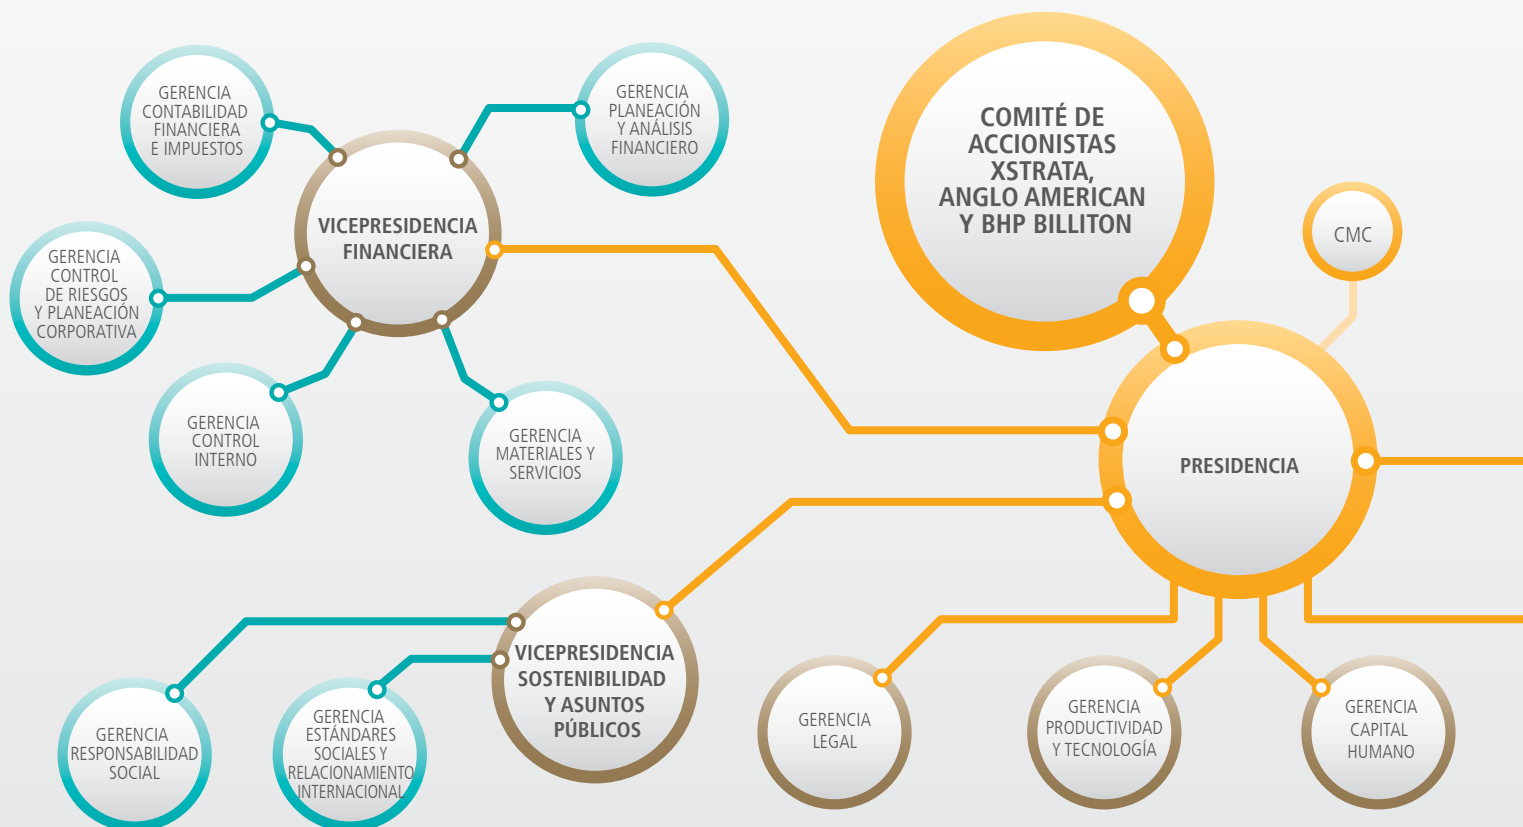 GERENCIA
CONTABILIDAD
FINANCIERA
E IMPUESTOS
GERENCIA
PLANEACIÓN
Y ANÁLISIS
FINANCIERO
VICEPRESIDENCIA
FINANCIERA
GERENCIA
CONTROL
DE RIESGOS
Y PLANEACIÓN
CORPORATIVA
GERENCIA
CONTROL
INTERNO
GERENCIA
MATERIALES Y
SERVICIOS
COMITÉ DE
ACCIONISTAS
XSTRATA,
ANGLO AMERICAN
Y BHP BILLITON
CMC
PRESIDENCIA
VICEPRESIDENCIA
SOSTENIBILIDAD
Y ASUNTOS
PÚBLICOS
GERENCIA
RESPONSABILIDAD
SOCIAL
GERENCIA
ESTÁNDARES
SOCIALES Y
RELACIONAMIENTO
INTERNACIONAL
GERENCIA
LEGAL
GERENCIA
PRODUCTIVIDAD
Y TECNOLOGÍA
GERENCIA
CAPITAL
HUMANO